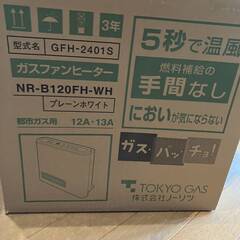 3年
型式名 GFH-2401S
ガスファンヒーター
NR-B120FH-WH
プレーンホワイト
都市ガス用 12A・13A
5秒で温風
燃料補給の
手間なし
においが気にならない
ガス・パッ・チョ!
TOKYO GAS
株式会社ノーリツ